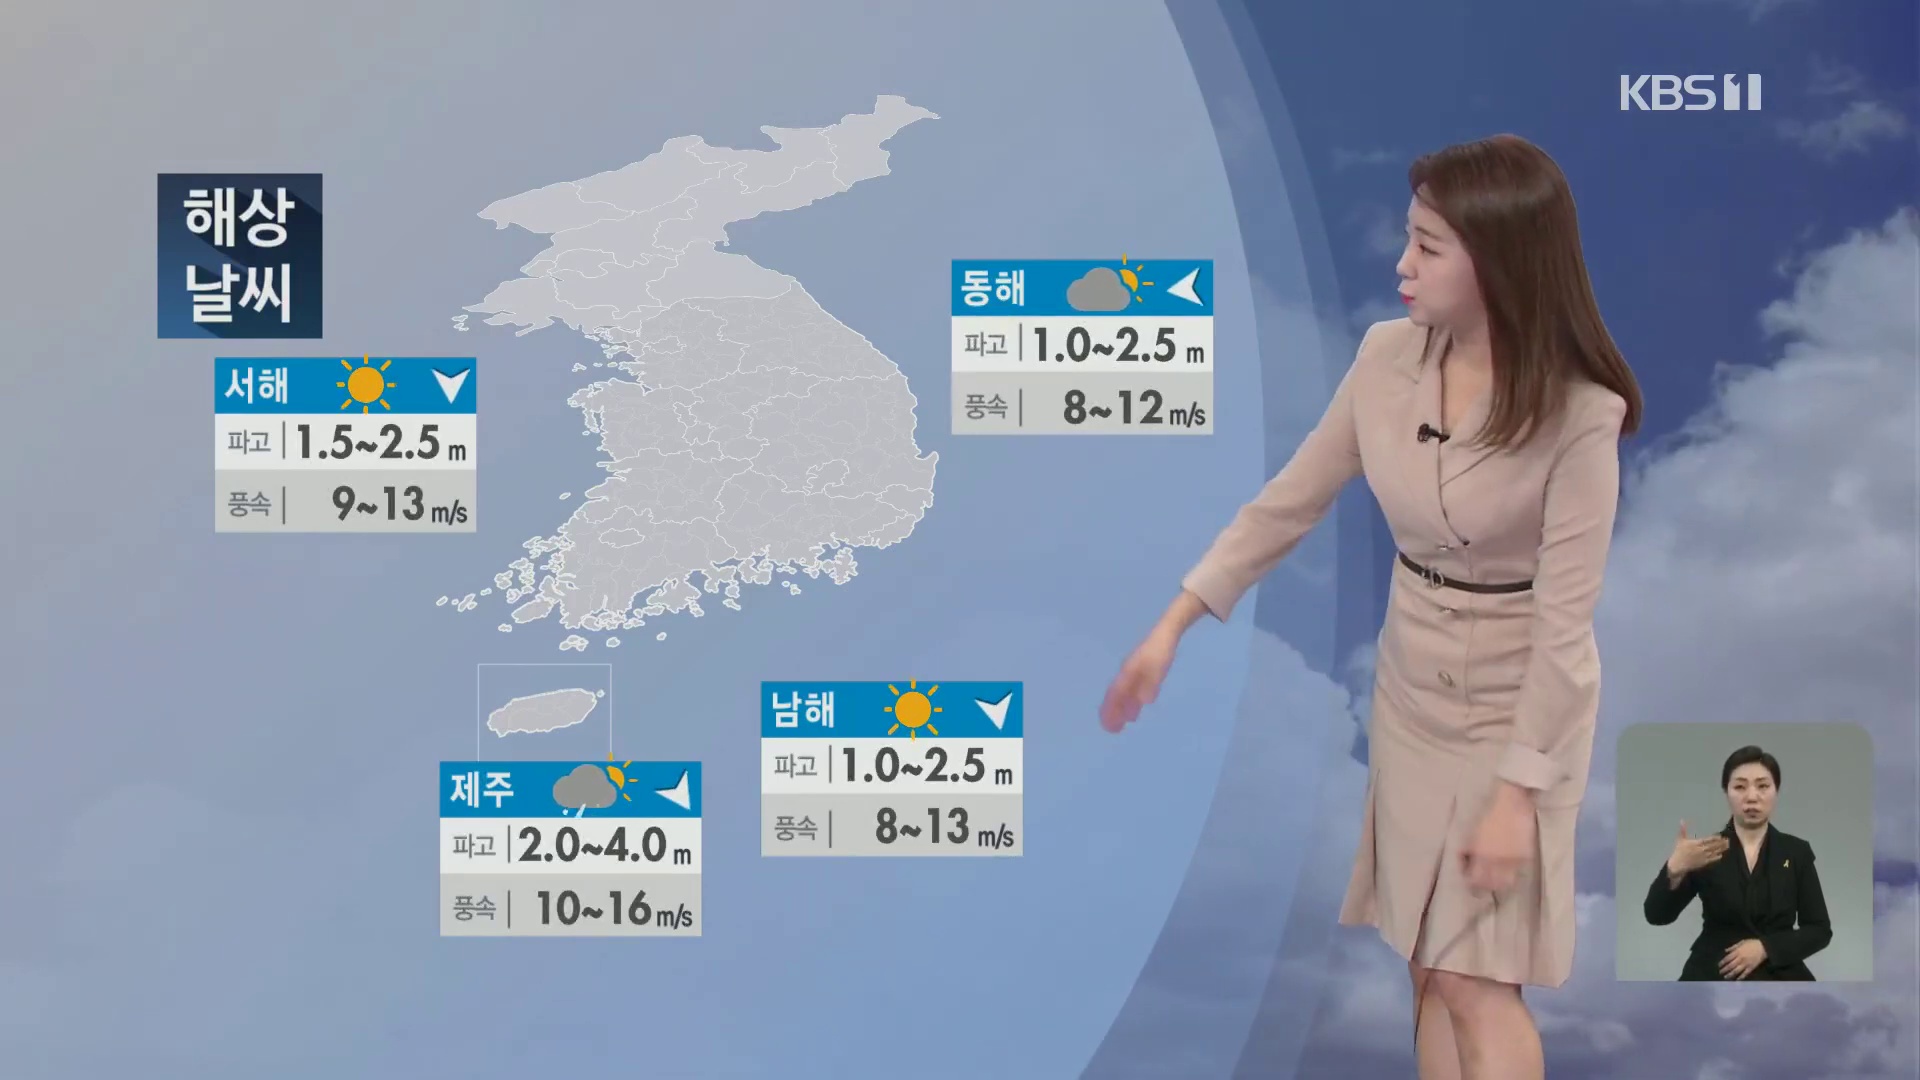 KBS 1
해상
날씨
동해
파고 1.0~2.5 m
풍속 8~12 m/s
서해
파고 1.5~2.5 m
풍속 9~13 m/s
남해
파고 1.0~2.5 m
풍속 8~13 m/s
제주
파고 2.0~4.0 m
풍속 10~16 m/s